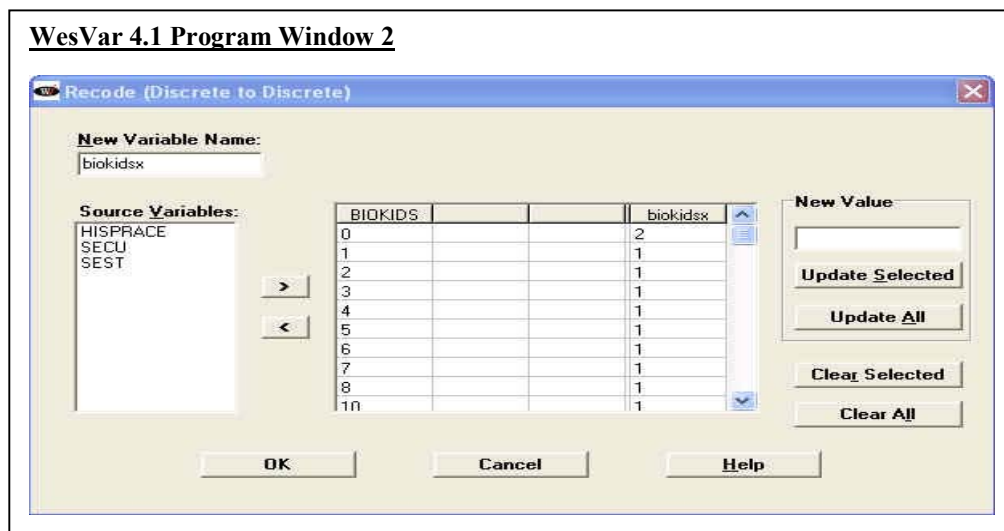 WesVar 4.1 Program Window 2
Recode (Discrete to Discrete)
New Variable Name:
biokidsx
Source Variables:
HISPRACE
SECU
SEST
>
<
BIOKIDS biokidsx
0 2
1 1
2 1
3 1
4 1
5 1
6 1
7 1
8 1
10 1
New Value
Update Selected
Update All
Clear Selected
Clear All
OK Cancel Help